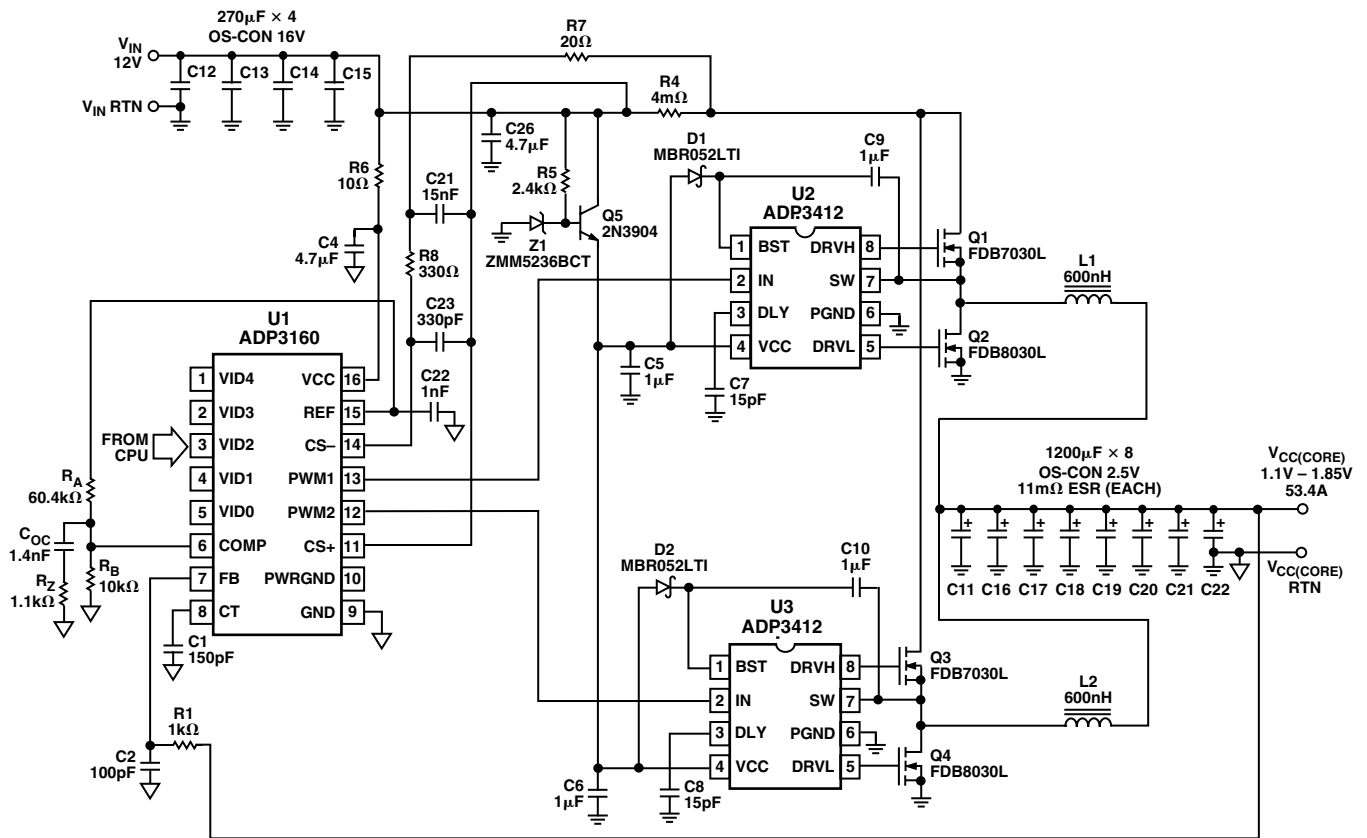 270μF × 4
OS-CON 16V
VIN
12V
C12
C13
C14
C15
VIN RTN
R7
20Ω
R4
4mΩ
C26
4.7μF
R6
10Ω
C21
15nF
R5
2.4kΩ
Q5
2N3904
Z1
ZMM5236BCT
D1
MBR052LTI
C9
1μF
U2
ADP3412
1
BST
DRVH
8
2
IN
SW
7
3
DLY
PGND
6
4
VCC
DRVL
5
Q1
FDB7030L
L1
600nH
Q2
FDB8030L
C4
4.7μF
R8
330Ω
C23
330pF
C22
1nF
C5
1μF
C7
15pF
U1
ADP3160
1
VID4
VCC
16
2
VID3
REF
15
3
VID2
CS–
14
4
VID1
PWM1
13
5
VID0
PWM2
12
6
COMP
CS+
11
7
FB
PWRGND
10
8
CT
GND
9
FROM
CPU
RA
60.4kΩ
COC
1.4nF
RZ
1.1kΩ
RB
10kΩ
C1
150pF
R1
1kΩ
C2
100pF
1200μF × 8
OS-CON 2.5V
11mΩ ESR (EACH)
VCC(CORE)
1.1V – 1.85V
53.4A
+
+
+
+
+
+
+
+
C11
C16
C17
C18
C19
C20
C21
C22
VCC(CORE)
RTN
D2
MBR052LTI
C10
1μF
U3
ADP3412
1
BST
DRVH
8
2
IN
SW
7
3
DLY
PGND
6
4
VCC
DRVL
5
Q3
FDB7030L
L2
600nH
Q4
FDB8030L
C6
1μF
C8
15pF